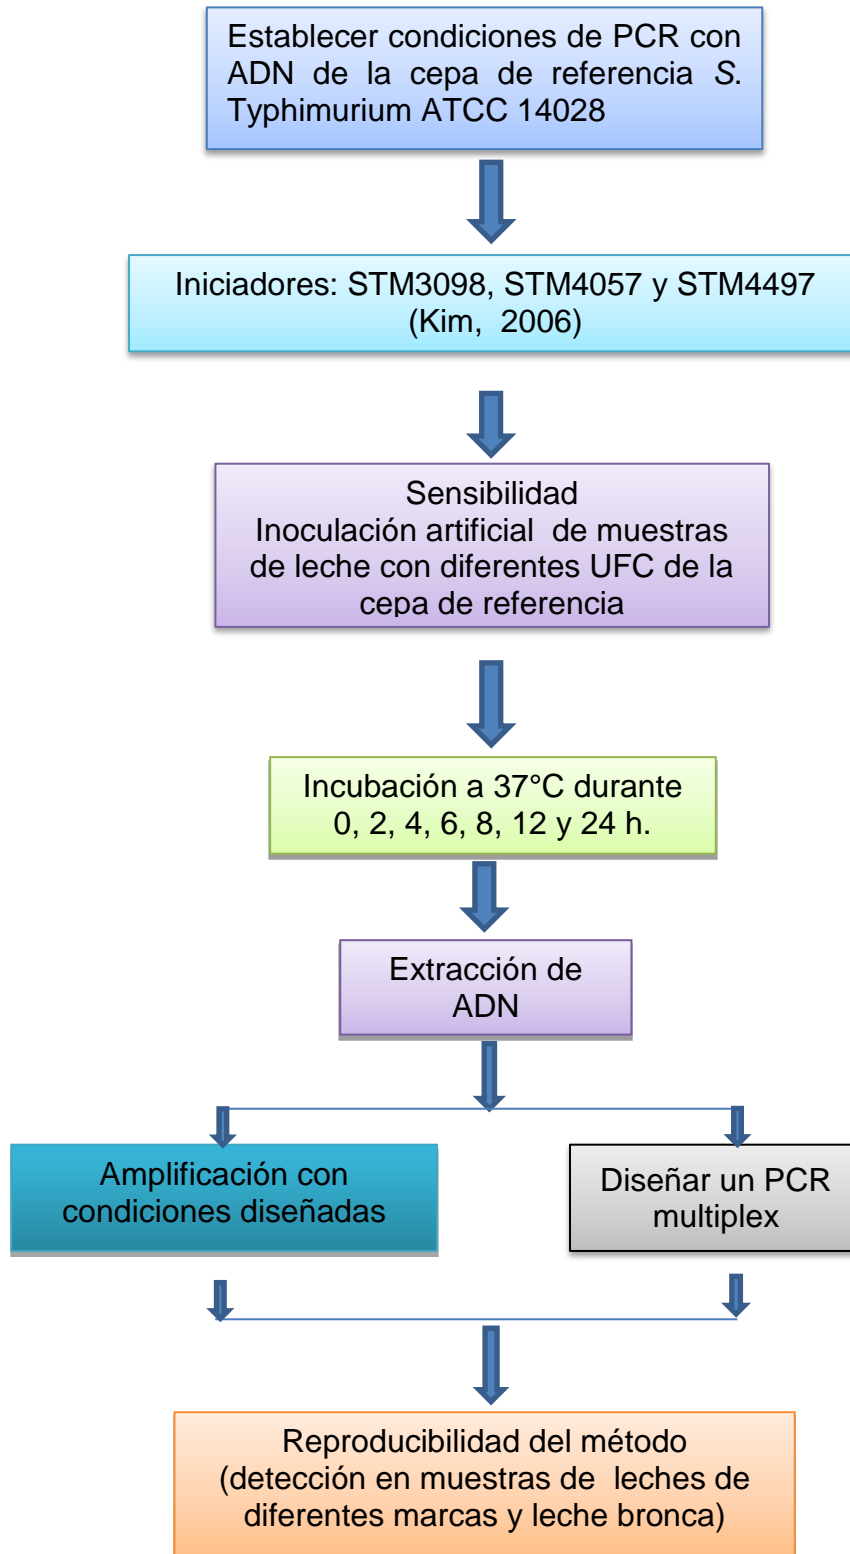 Establecer condiciones de PCR con
ADN de la cepa de referencia S.
Typhimurium ATCC 14028
Iniciadores: STM3098, STM4057 y STM4497
(Kim, 2006)
Sensibilidad
Inoculación artificial de muestras
de leche con diferentes UFC de la
cepa de referencia
Incubación a 37°C durante
0, 2, 4, 6, 8, 12 y 24 h.
Extracción de
ADN
Amplificación con
condiciones diseñadas
Diseñar un PCR
multiplex
Reproducibilidad del método
(detección en muestras de leches de
diferentes marcas y leche bronca)